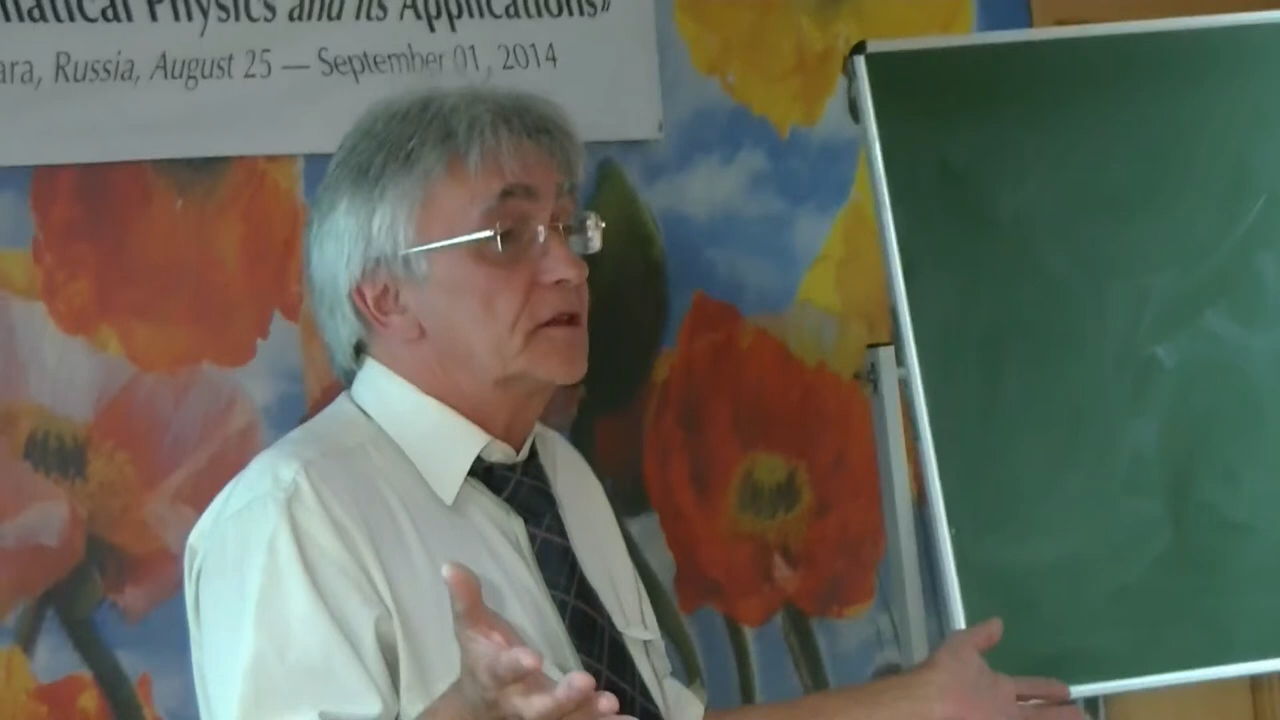 matical Physics and its Applications»
ara, Russia, August 25 — September 01, 2014